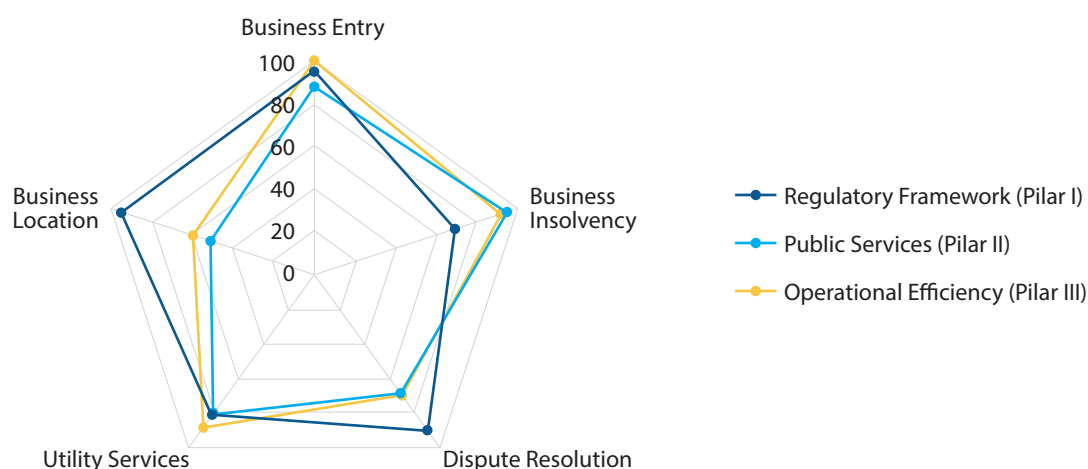 Business Entry
100
80
60
40
20
0
Business
Location
Business
Insolvency
Utility Services
Dispute Resolution
Regulatory Framework (Pilar I)
Public Services (Pilar II)
Operational Efficiency (Pilar III)